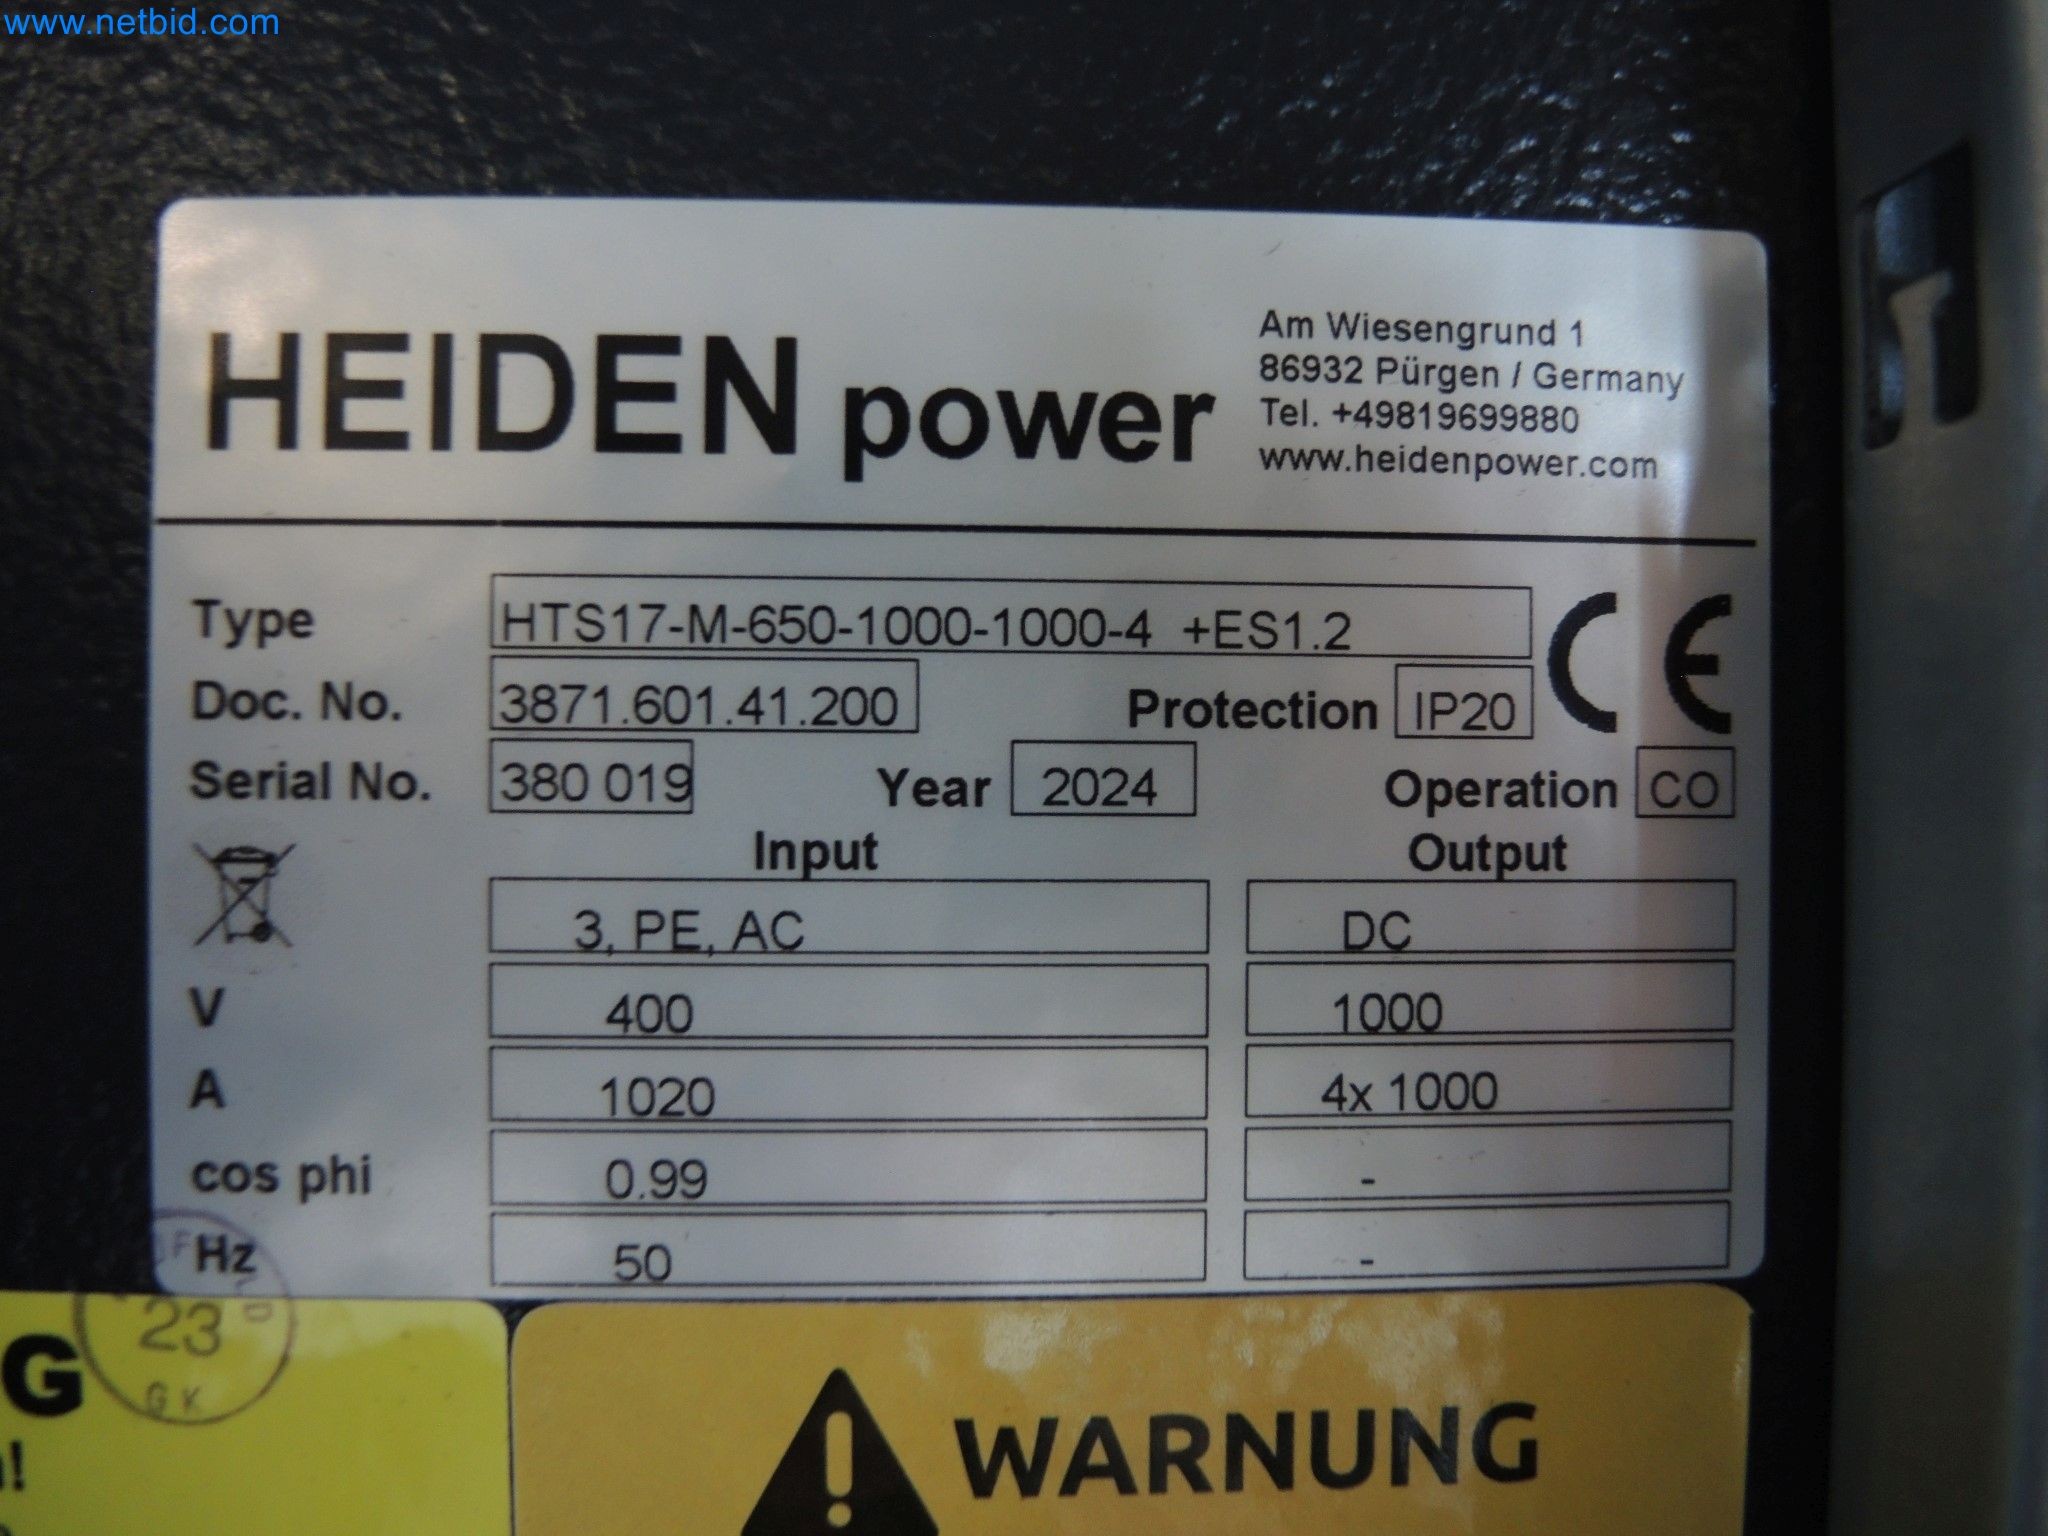 www.netbid.com
HEIDEN power
Am Wiesengrund 1
86932 Pürgen / Germany
Tel. +49819699880
www.heidenpower.com
Type HTS17-M-650-1000-1000-4 +ES1.2
Doc. No. 3871.601.41.200 Protection IP20 CE
Serial No. 380 019 Year 2024 Operation CO
Input Output
3, PE, AC DC
V 400 1000
A 1020 4x 1000
cos phi 0.99 -
Hz 50 -
23
GK
G
!
WARNUNG